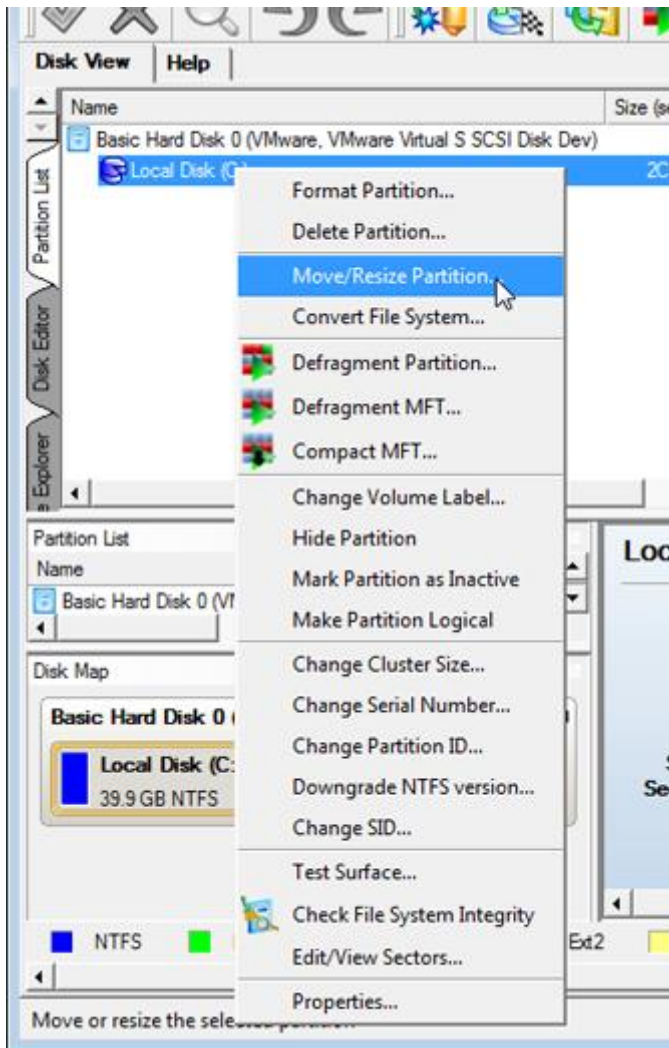 Disk View
Help
Name
Size (s
Basic Hard Disk 0 (VMware, VMware Virtual S SCSI Disk Dev)
Local Disk (C:
Partition List
Disk Editor
e Explorer
Format Partition...
Delete Partition...
Move/Resize Partition...
Convert File System...
Defragment Partition...
Defragment MFT...
Compact MFT...
Change Volume Label...
Hide Partition
Mark Partition as Inactive
Make Partition Logical
Change Cluster Size...
Change Serial Number...
Change Partition ID...
Downgrade NTFS version...
Change SID...
Test Surface...
Check File System Integrity
Edit/View Sectors...
Properties...
Partition List
Name
Basic Hard Disk 0 (V
Loc
Disk Map
Basic Hard Disk 0
Local Disk (C:
39.9 GB NTFS
Se
NTFS
Ext2
Move or resize the selected partition